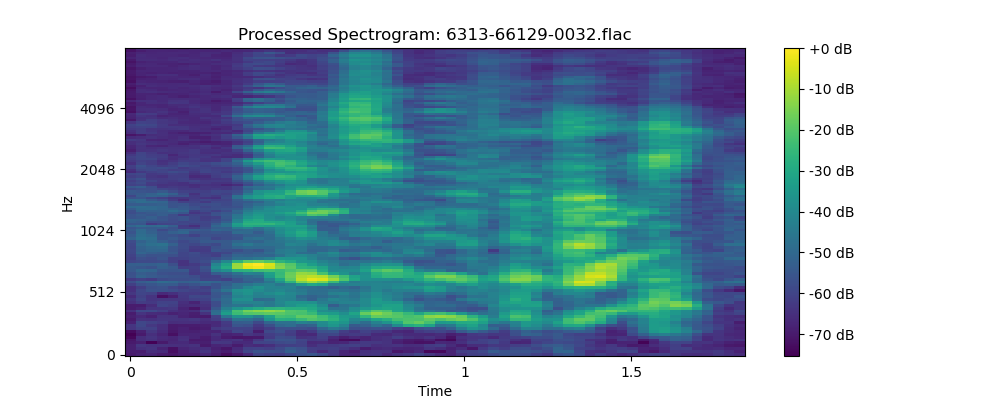 Processed Spectrogram: 6313-66129-0032.flac
Hz
4096
2048
1024
512
0
0
0.5
1
1.5
Time
+0 dB
-10 dB
-20 dB
-30 dB
-40 dB
-50 dB
-60 dB
-70 dB